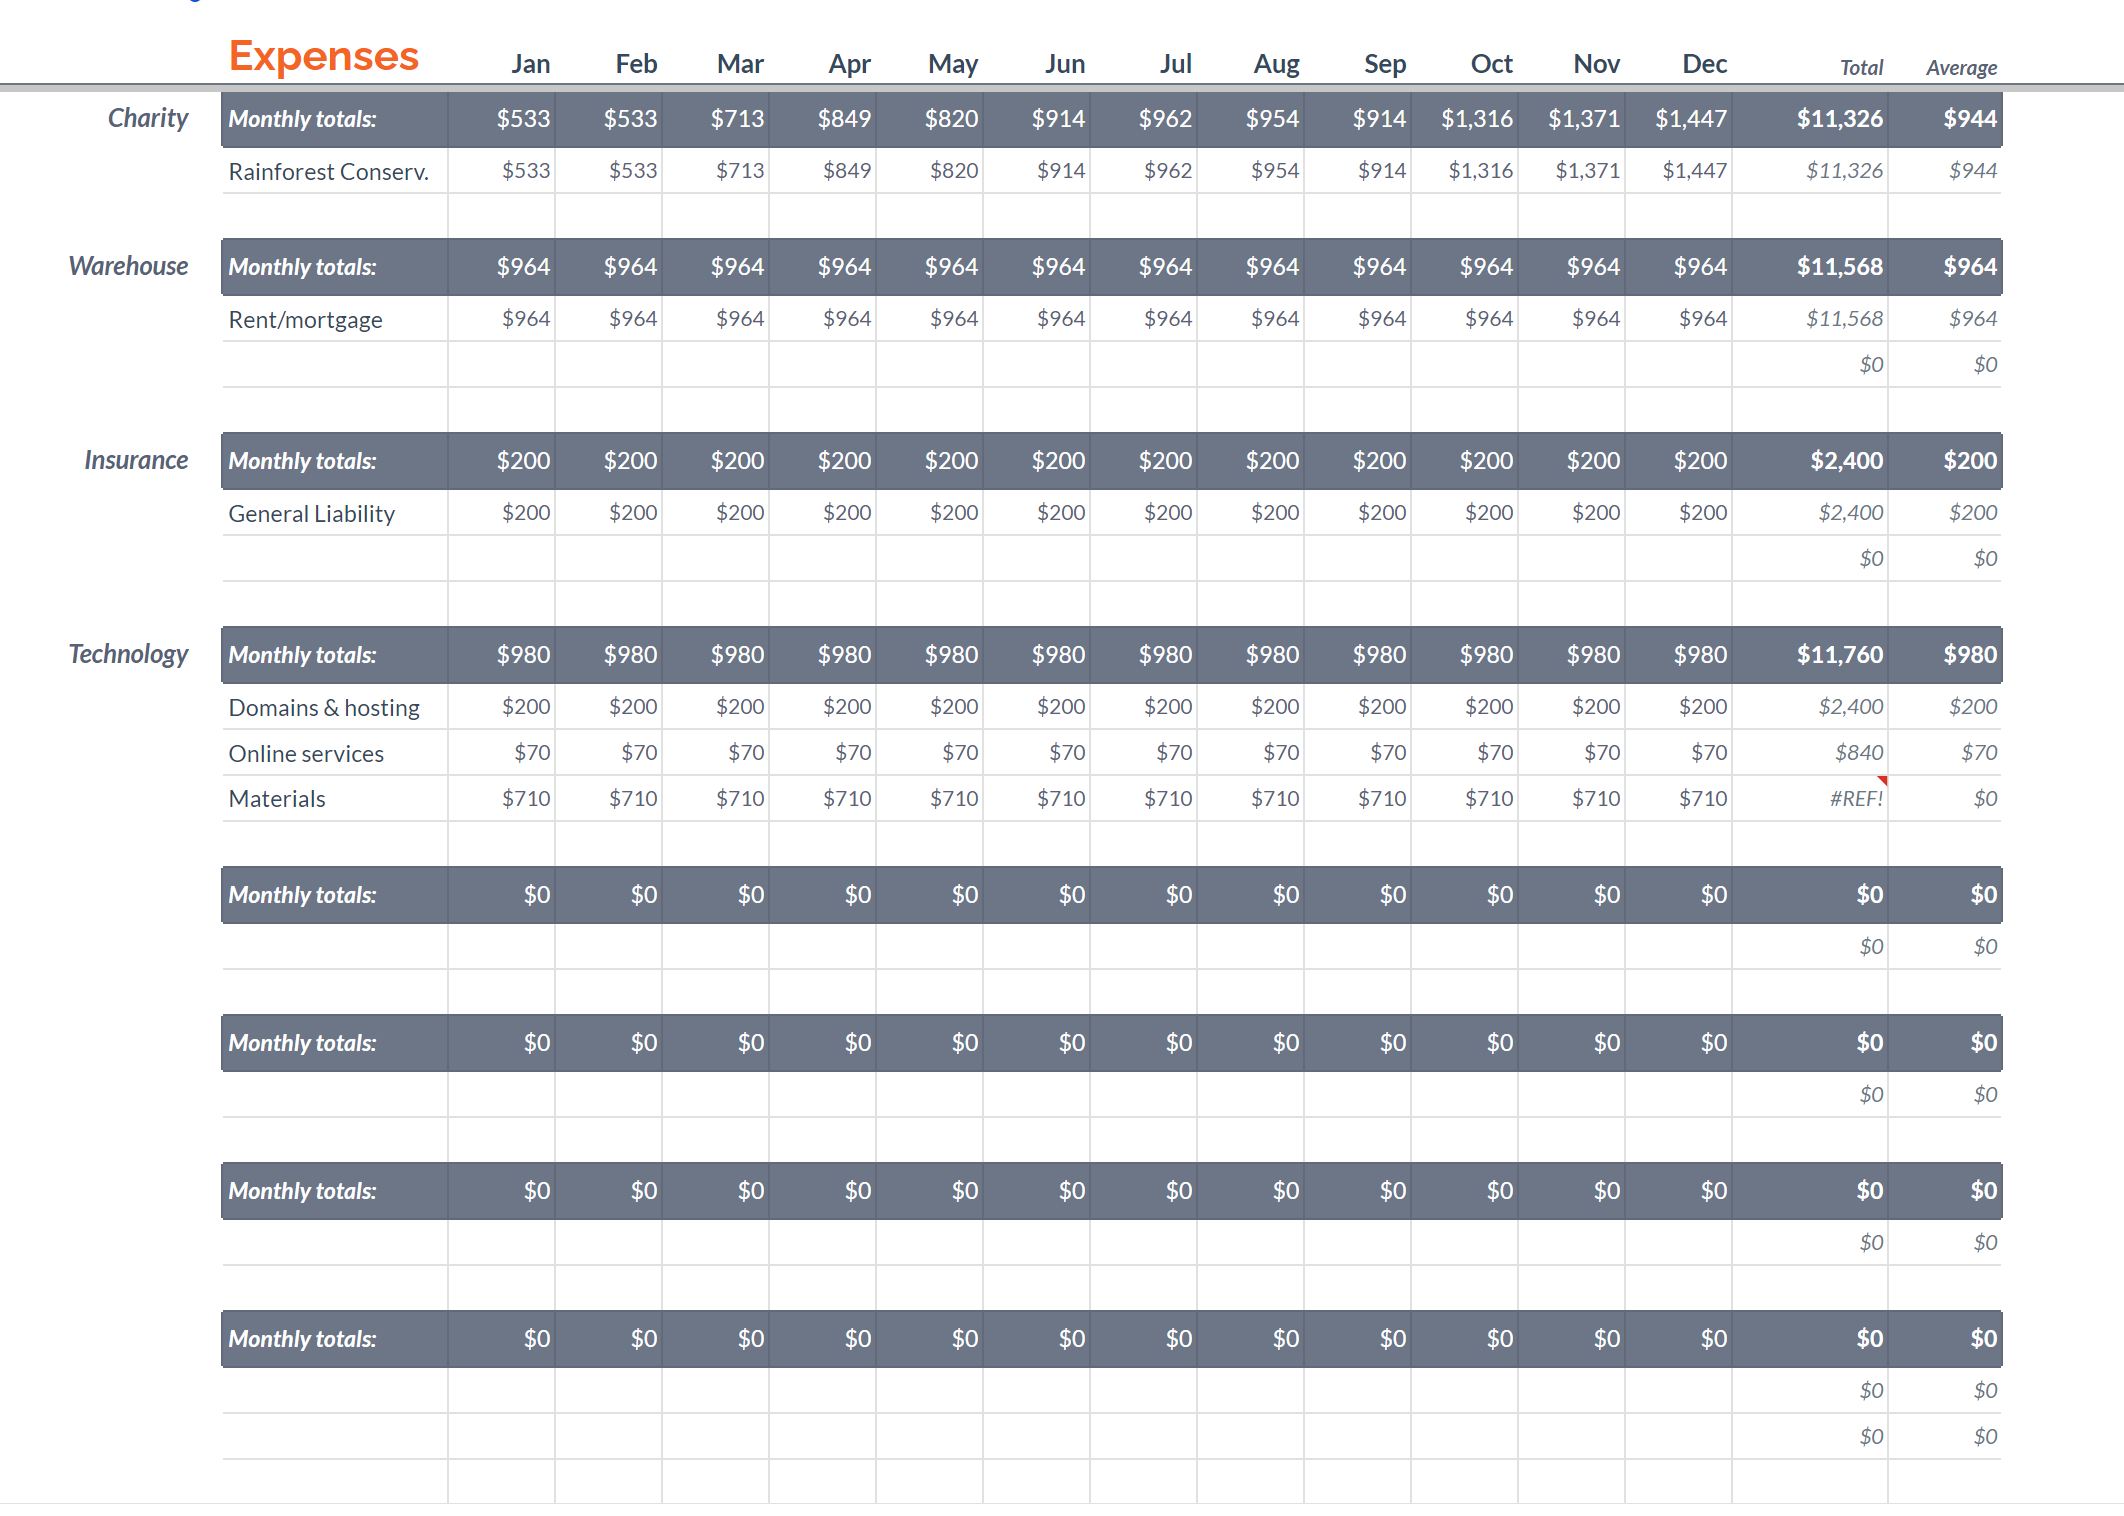 Expenses Jan Feb Mar Apr May Jun Jul Aug Sep Oct Nov Dec Total Average
Charity Monthly totals: $533 $533 $713 $849 $820 $914 $962 $954 $914 $1,316 $1,371 $1,447 $11,326 $944
Rainforest Conserv. $533 $533 $713 $849 $820 $914 $962 $954 $914 $1,316 $1,371 $1,447 $11,326 $944
Warehouse Monthly totals: $964 $964 $964 $964 $964 $964 $964 $964 $964 $964 $964 $964 $11,568 $964
Rent/mortgage $964 $964 $964 $964 $964 $964 $964 $964 $964 $964 $964 $964 $11,568 $964
$0 $0
Insurance Monthly totals: $200 $200 $200 $200 $200 $200 $200 $200 $200 $200 $200 $200 $2,400 $200
General Liability $200 $200 $200 $200 $200 $200 $200 $200 $200 $200 $200 $200 $2,400 $200
$0 $0
Technology Monthly totals: $980 $980 $980 $980 $980 $980 $980 $980 $980 $980 $980 $980 $11,760 $980
Domains & hosting $200 $200 $200 $200 $200 $200 $200 $200 $200 $200 $200 $200 $2,400 $200
Online services $70 $70 $70 $70 $70 $70 $70 $70 $70 $70 $70 $70 $840 $70
Materials $710 $710 $710 $710 $710 $710 $710 $710 $710 $710 $710 $710 #REF! $0
Monthly totals: $0 $0 $0 $0 $0 $0 $0 $0 $0 $0 $0 $0 $0 $0
$0 $0
Monthly totals: $0 $0 $0 $0 $0 $0 $0 $0 $0 $0 $0 $0 $0 $0
$0 $0
Monthly totals: $0 $0 $0 $0 $0 $0 $0 $0 $0 $0 $0 $0 $0 $0
$0 $0
Monthly totals: $0 $0 $0 $0 $0 $0 $0 $0 $0 $0 $0 $0 $0 $0
$0 $0
$0 $0